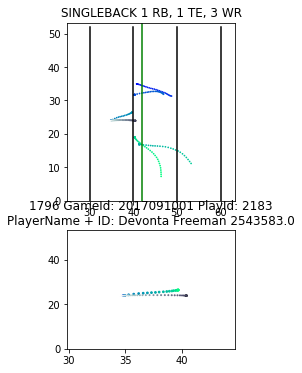 SINGLEBACK 1 RB, 1 TE, 3 WR
50
40
30
20
10
0
30 40 50 60
1796 GameId: 2017091001 PlayId: 2183
PlayerName + ID: Devonta Freeman 2543583.0
40
20
0
30 35 40